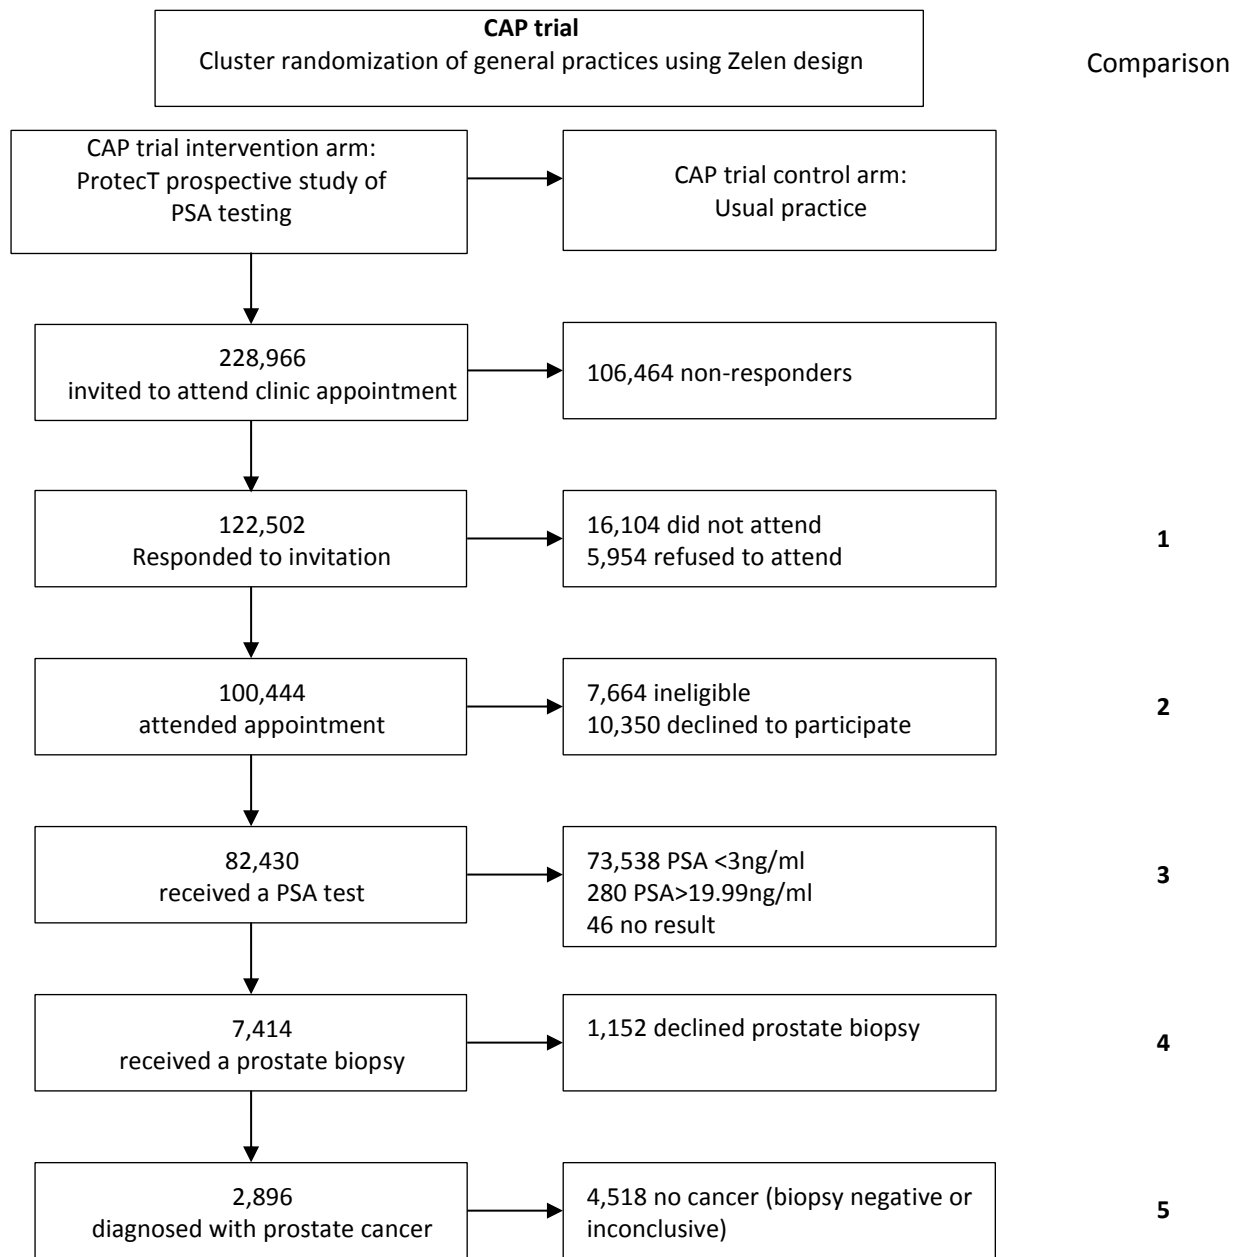 CAP trial
Cluster randomization of general practices using Zelen design
Comparison
CAP trial intervention arm:
ProtecT prospective study of
PSA testing
CAP trial control arm:
Usual practice
228,966
invited to attend clinic appointment
106,464 non-responders
122,502
Responded to invitation
16,104 did not attend
5,954 refused to attend
1
100,444
attended appointment
7,664 ineligible
10,350 declined to participate
2
82,430
received a PSA test
73,538 PSA <3ng/ml
280 PSA>19.99ng/ml
46 no result
3
7,414
received a prostate biopsy
1,152 declined prostate biopsy
4
2,896
diagnosed with prostate cancer
4,518 no cancer (biopsy negative or
inconclusive)
5